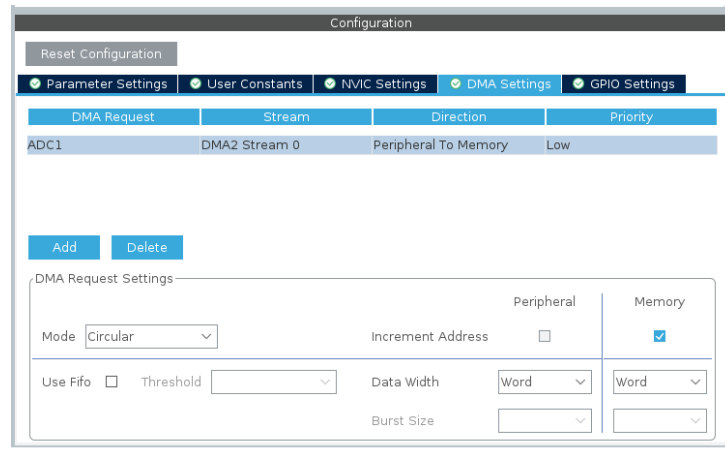 Configuration
Reset Configuration
Parameter Settings User Constants NVIC Settings DMA Settings GPIO Settings
DMA Request Stream Direction Priority
ADC1 DMA2 Stream 0 Peripheral To Memory Low
Add Delete
DMA Request Settings
Peripheral Memory
Mode Circular Increment Address
Use Fifo Threshold Data Width Word Word
Burst Size